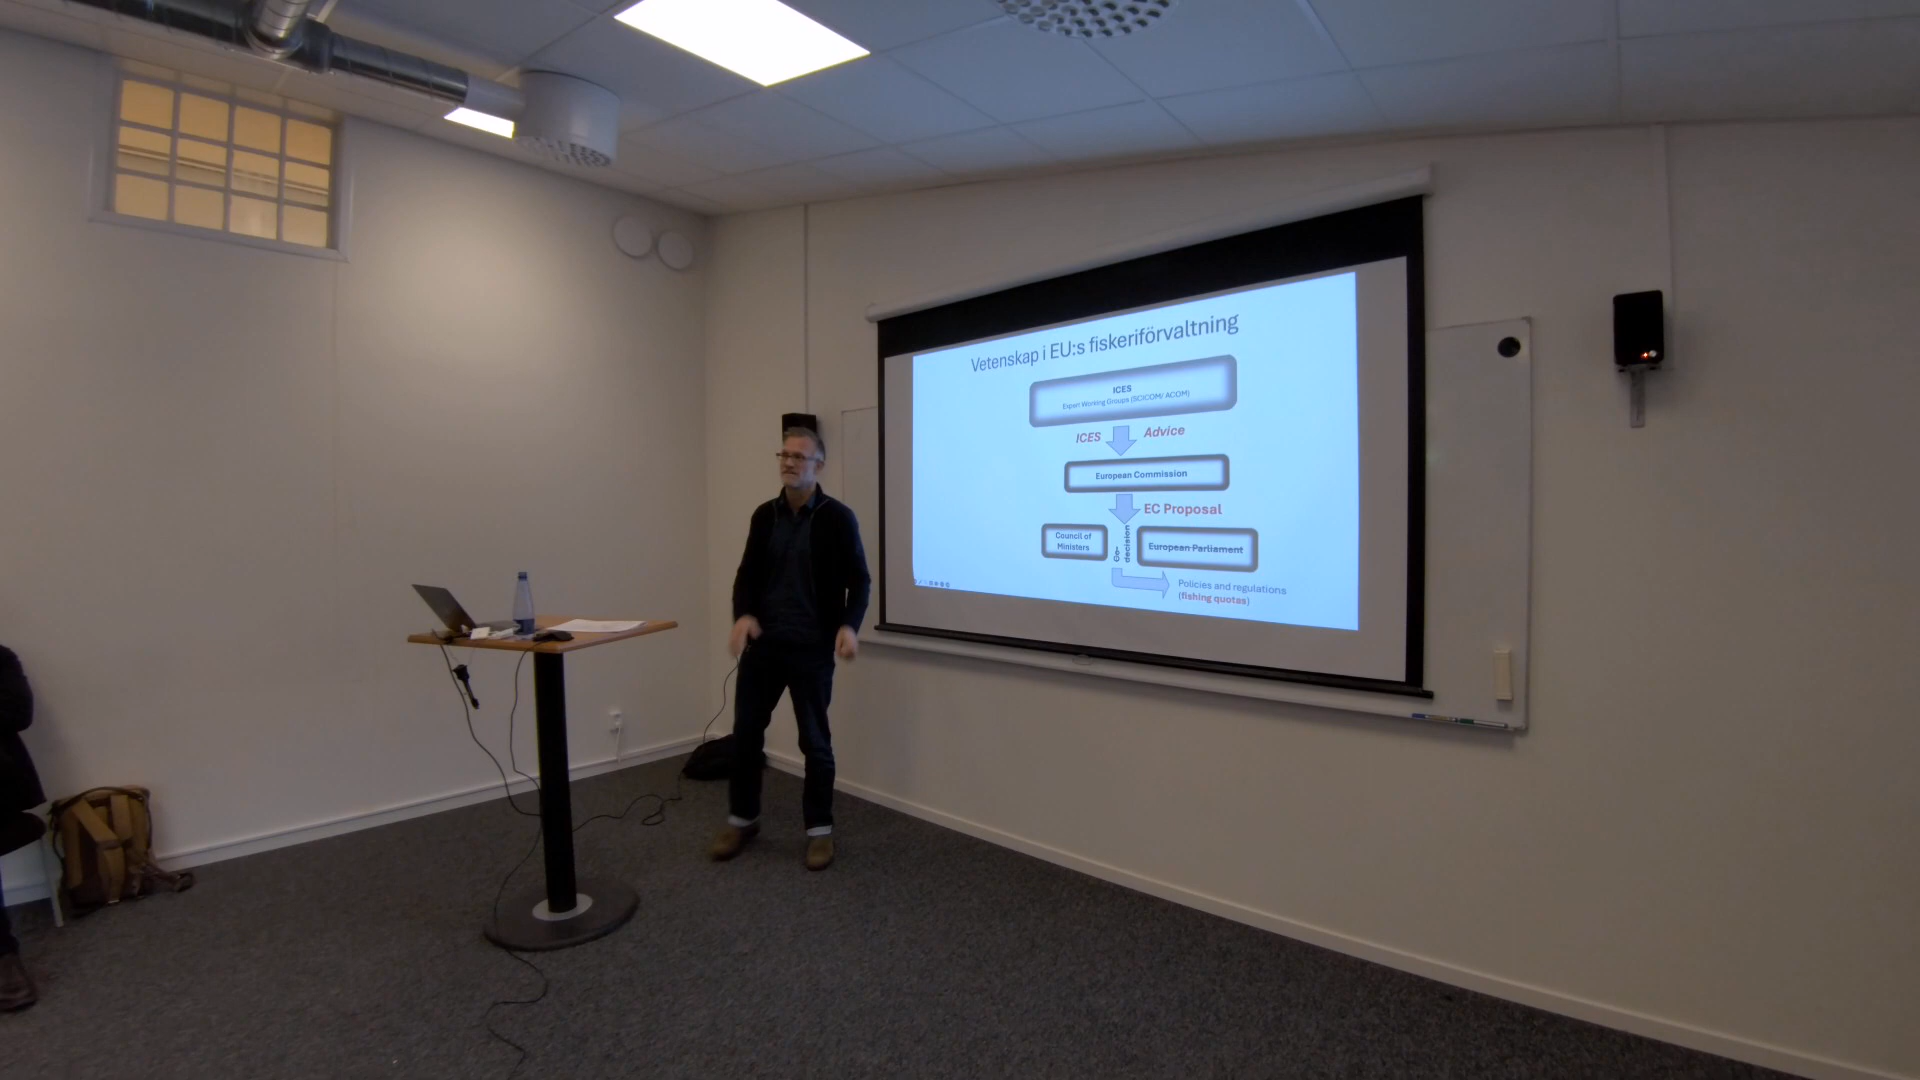 Vetenskap i EU:s fiskeriförvaltning
ICES
Expert Working Groups (SCICOM/ ACOM)
ICES Advice
European Commission
EC Proposal
Council of
Ministers
Co-
decision
European Parliament
Policies and regulations
(fishing quotas)